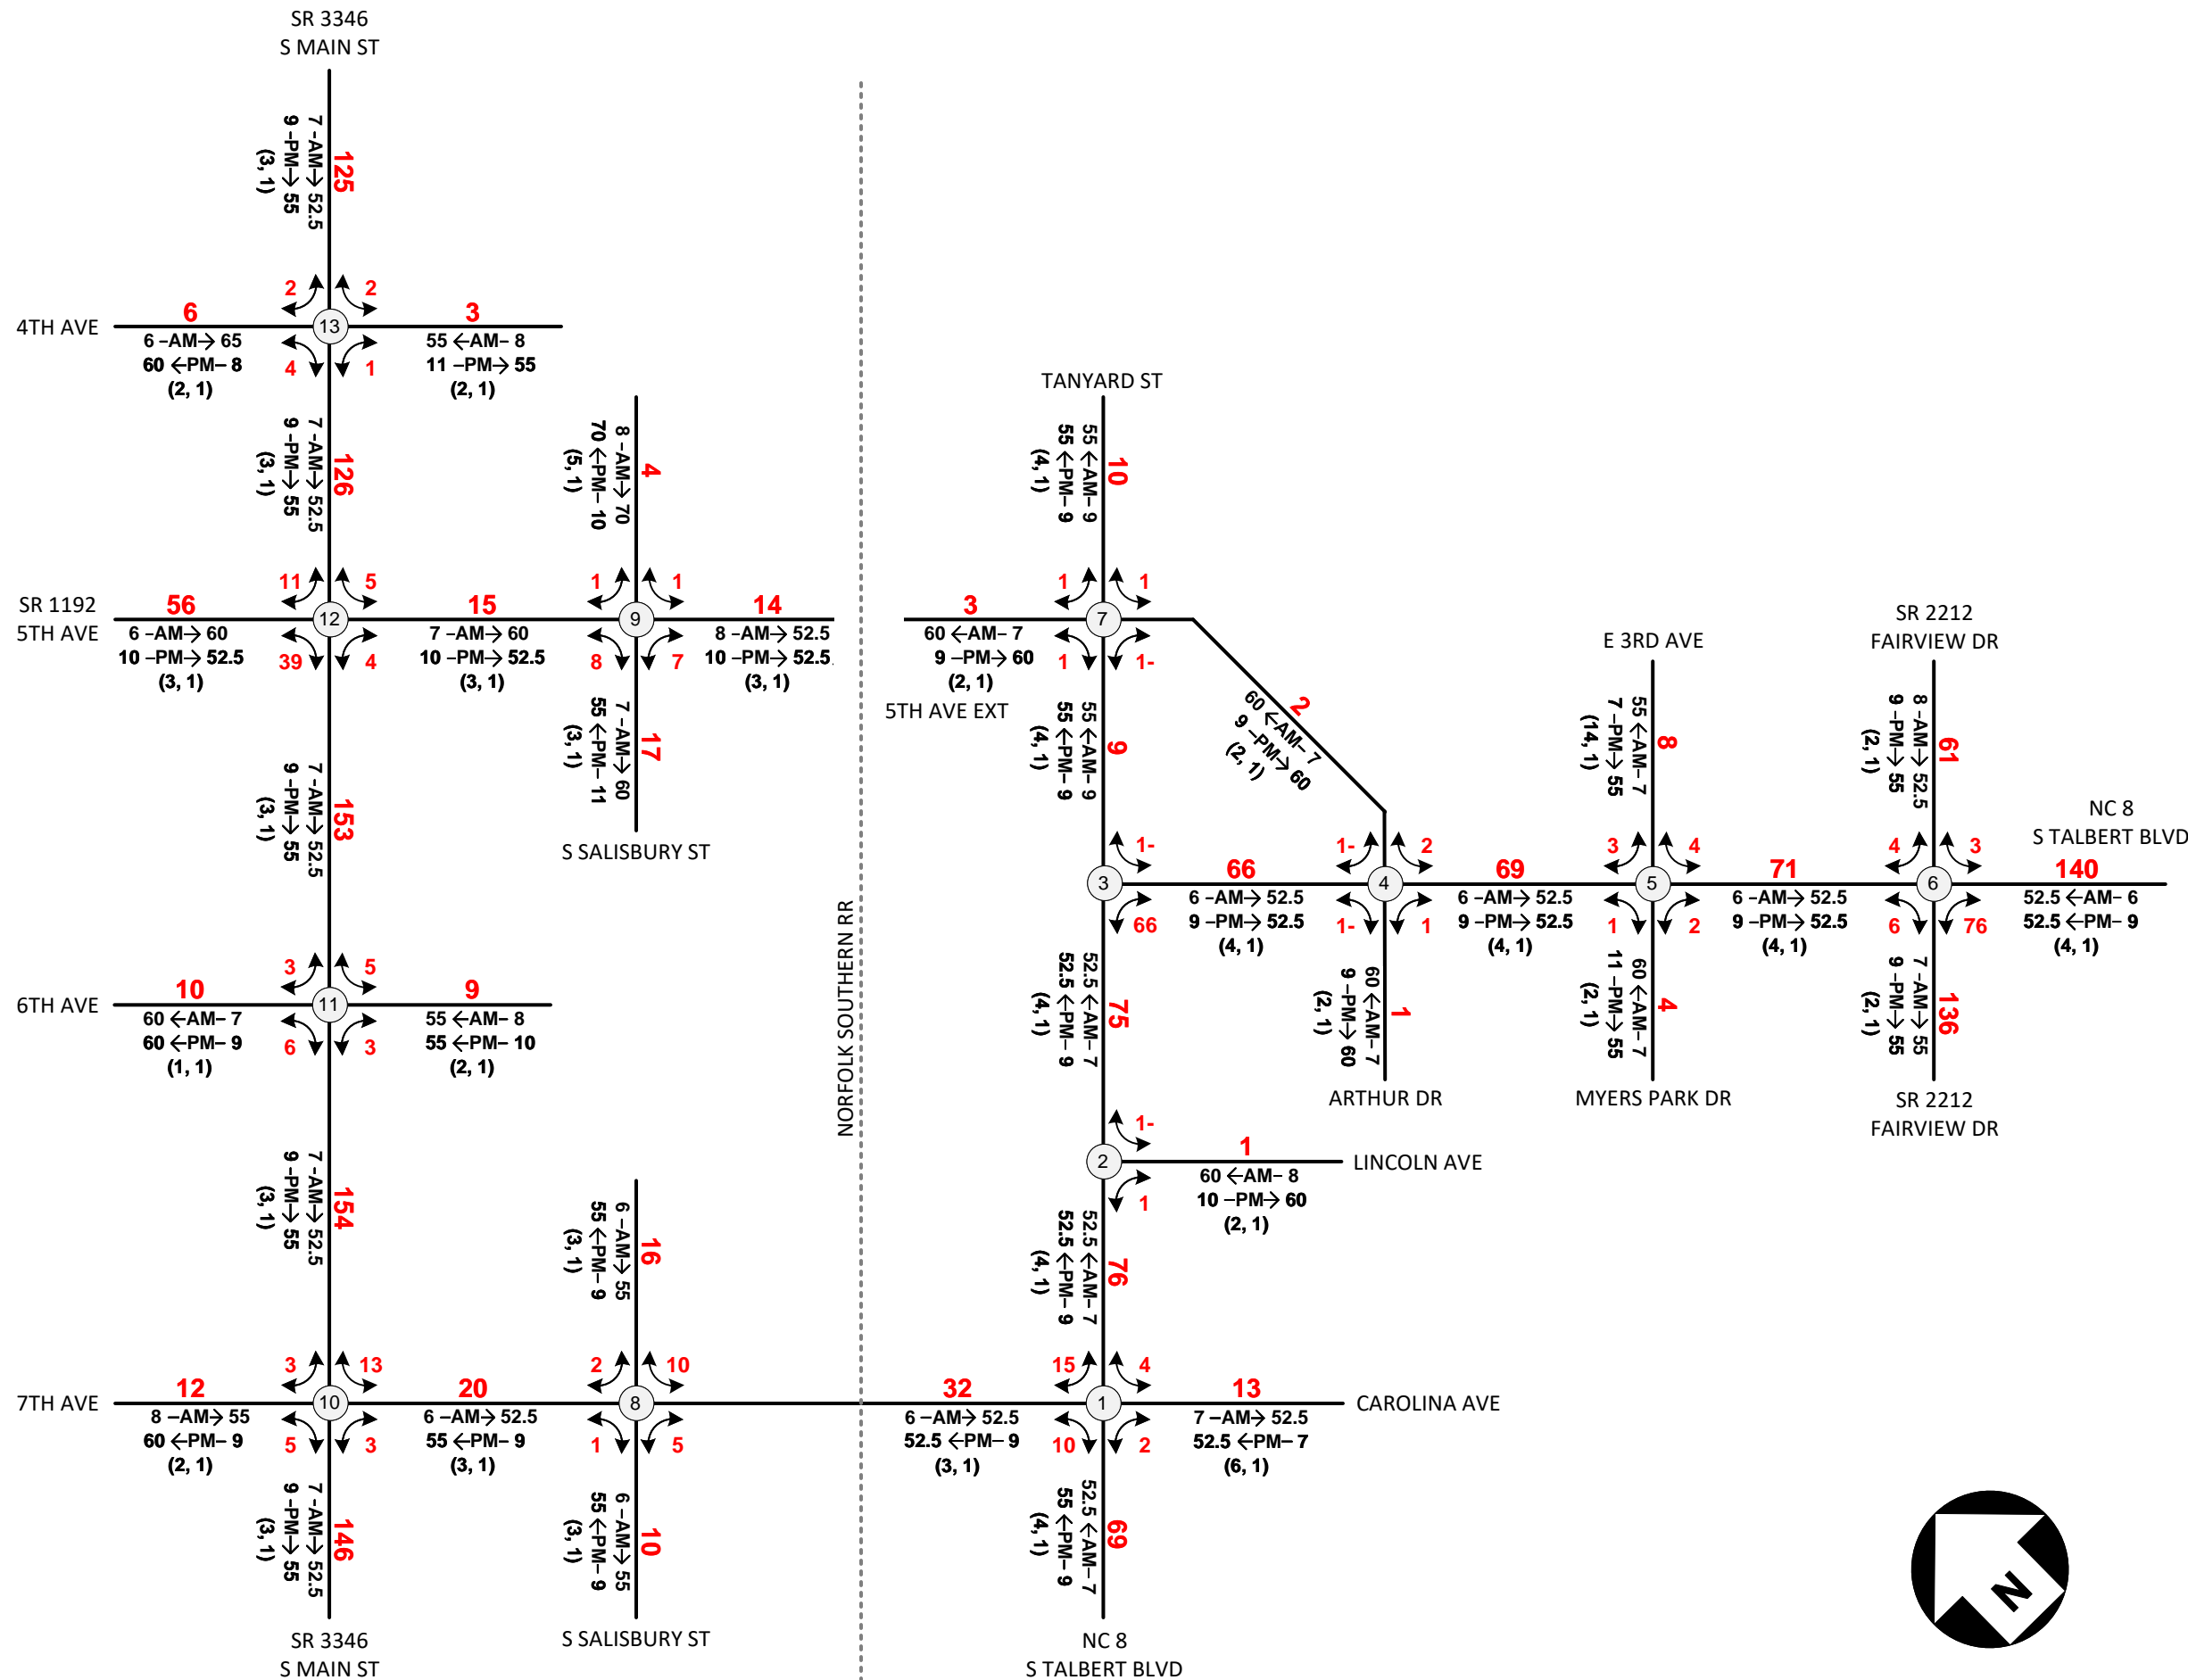 SR 3346
S MAIN ST
125
7 -AM→ 52.5
9 -PM→ 55
(3, 1)
2
2
4TH AVE
6
13
3
6 –AM→ 65
60 ←PM– 8
(2, 1)
55 ←AM– 8
11 –PM→ 55
(2, 1)
4
1
126
7 -AM→ 52.5
9 -PM→ 55
(3, 1)
4
8 -AM→ 70
70 ←PM– 10
(5, 1)
11
5
1
1
SR 1192
5TH AVE
56
12
15
9
14
6 –AM→ 60
10 –PM→ 52.5
(3, 1)
7 –AM→ 60
10 –PM→ 52.5
(3, 1)
8 –AM→ 52.5
10 –PM→ 52.5
(3, 1)
39
4
8
7
17
7 -AM→ 60
55 ←PM– 11
(3, 1)
S SALISBURY ST
153
7 -AM→ 52.5
9 -PM→ 55
(3, 1)
3
5
6TH AVE
10
11
9
60 ←AM– 7
60 ←PM– 9
(1, 1)
55 ←AM– 8
55 ←PM– 10
(2, 1)
6
3
154
7 -AM→ 52.5
9 -PM→ 55
(3, 1)
16
6 -AM→ 55
55 ←PM– 9
(3, 1)
3
13
2
10
7TH AVE
12
10
20
8
8 –AM→ 55
60 ←PM– 9
(2, 1)
6 –AM→ 52.5
55 ←PM– 9
(3, 1)
5
3
1
5
146
7 -AM→ 52.5
9 -PM→ 55
(3, 1)
10
6 -AM→ 55
55 ←PM– 9
(3, 1)
SR 3346
S MAIN ST
S SALISBURY ST
NORFOLK SOUTHERN RR
TANYARD ST
10
55 ←AM– 9
55 ←PM– 9
(4, 1)
1
1
3
7
60 ←AM– 7
9 –PM→ 60
(2, 1)
1
1-
5TH AVE EXT
9
55 ←AM– 9
55 ←PM– 9
(4, 1)
2
60 ←AM– 7
9 –PM→ 60
(2, 1)
E 3RD AVE
8
55 ←AM– 7
7 -PM→ 55
(14, 1)
SR 2212
FAIRVIEW DR
61
8 -AM→ 52.5
9 -PM→ 55
(2, 1)
NC 8
S TALBERT BLVD
1-
1-
2
3
4
4
3
3
66
4
69
5
71
6
140
6 –AM→ 52.5
9 –PM→ 52.5
(4, 1)
6 –AM→ 52.5
9 –PM→ 52.5
(4, 1)
6 –AM→ 52.5
9 –PM→ 52.5
(4, 1)
52.5 ←AM– 6
52.5 ←PM– 9
(4, 1)
66
1-
1
1
2
6
76
75
52.5 ←AM– 7
52.5 ←PM– 9
(4, 1)
1
60 ←AM– 7
9 -PM→ 60
(2, 1)
4
60 ←AM– 7
11 -PM→ 55
(2, 1)
136
7 -AM→ 55
9 -PM→ 55
(2, 1)
ARTHUR DR
MYERS PARK DR
SR 2212
FAIRVIEW DR
1-
2
1
LINCOLN AVE
60 ←AM– 8
10 –PM→ 60
(2, 1)
1
76
52.5 ←AM– 7
52.5 ←PM– 9
(4, 1)
15
4
32
1
13
CAROLINA AVE
6 –AM→ 52.5
52.5 ←PM– 9
(3, 1)
7 –AM→ 52.5
52.5 ←PM– 7
(6, 1)
10
2
69
52.5 ←AM– 7
55 ←PM– 9
(4, 1)
NC 8
S TALBERT BLVD
N